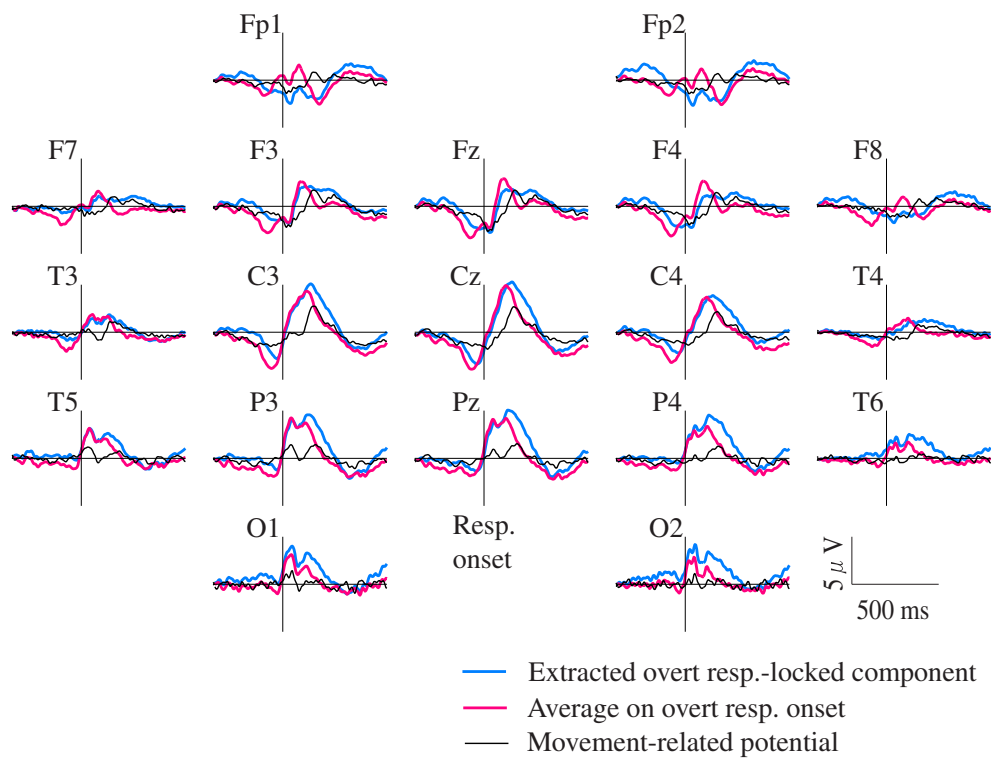 Fp1 Fp2
F7 F3 Fz F4 F8
T3 C3 Cz C4 T4
T5 P3 Pz P4 T6
O1 Resp. onset O2
5 μ V
500 ms
Extracted overt resp.-locked component
Average on overt resp. onset
Movement-related potential